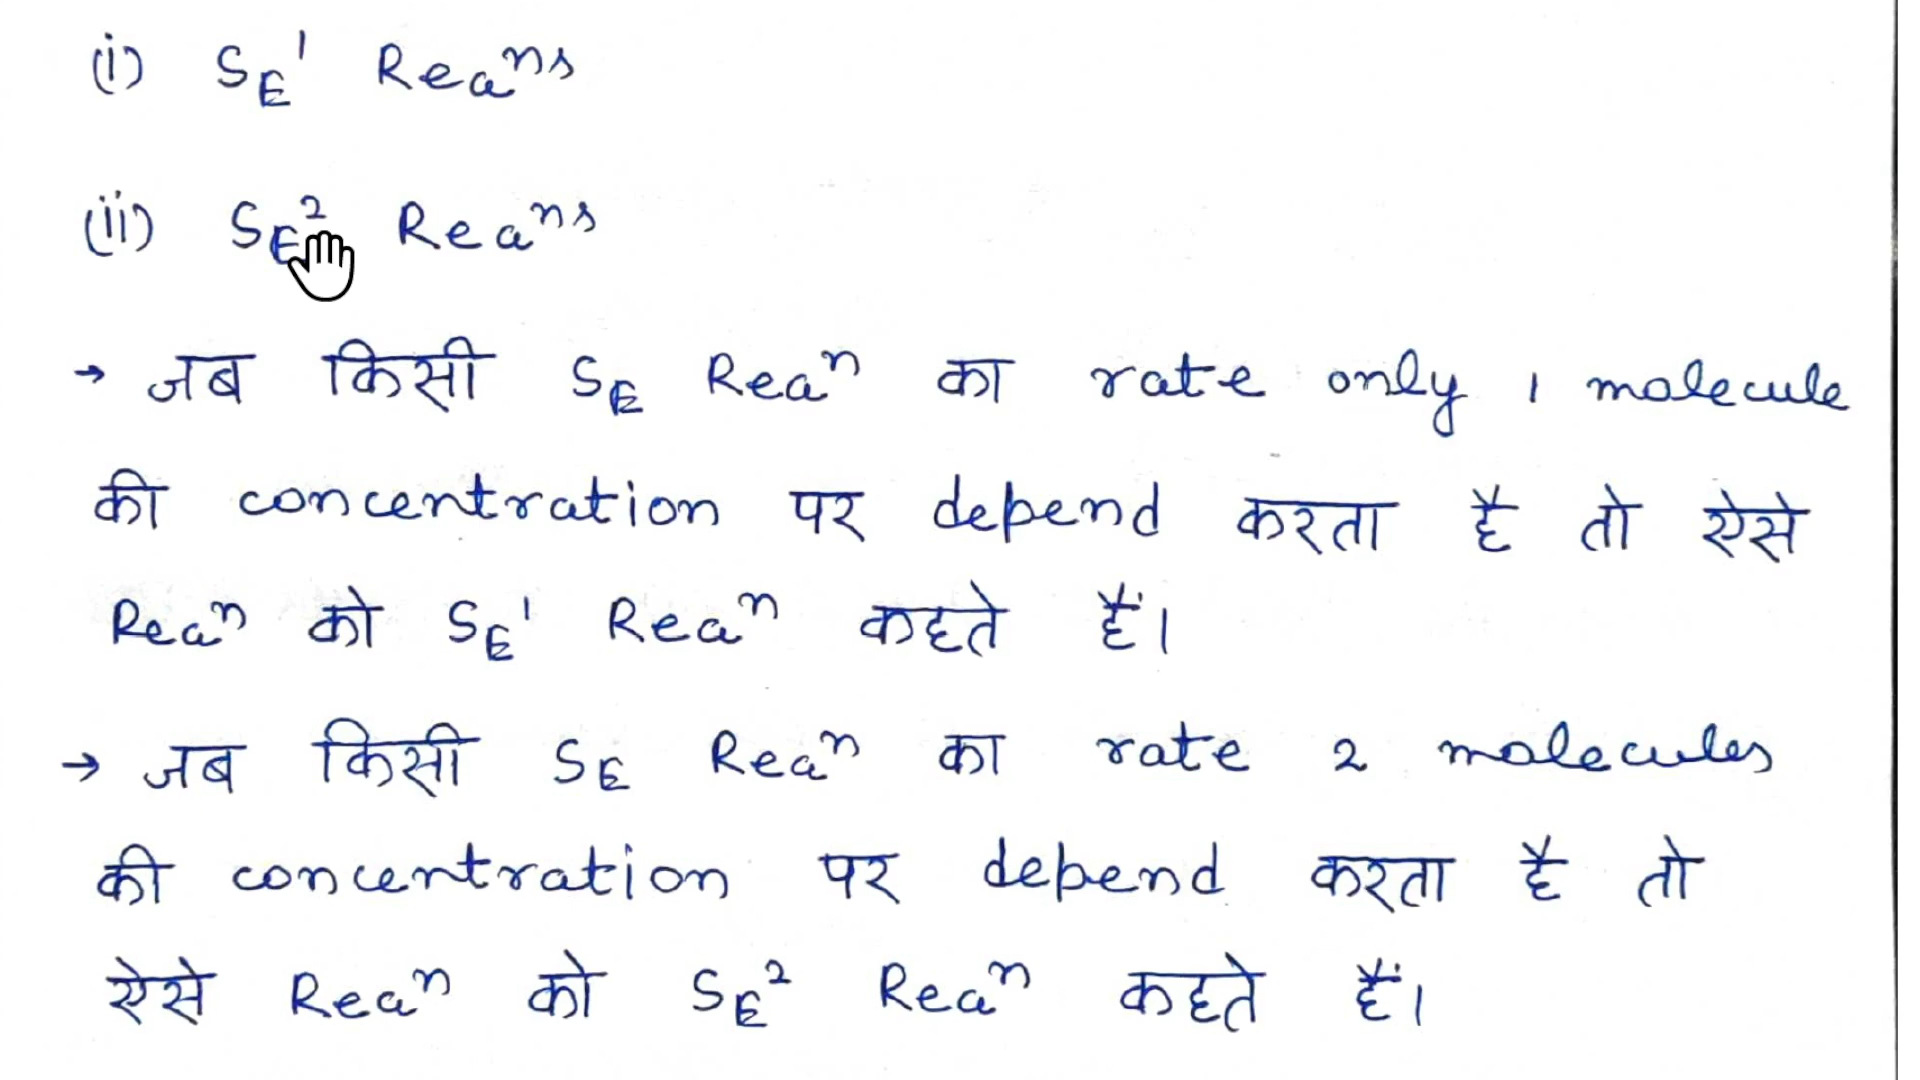 (i) SE¹ Reaⁿˢ
(ii) SE² Reaⁿˢ
→ जब किसी SE Reaⁿ का rate only 1 molecule
की concentration पर depend करता है तो ऐसे
Reaⁿ को SE¹ Reaⁿ कहते हैं।
→ जब किसी SE Reaⁿ का rate 2 molecules
की concentration पर depend करता है तो
ऐसे Reaⁿ को SE² Reaⁿ कहते हैं।